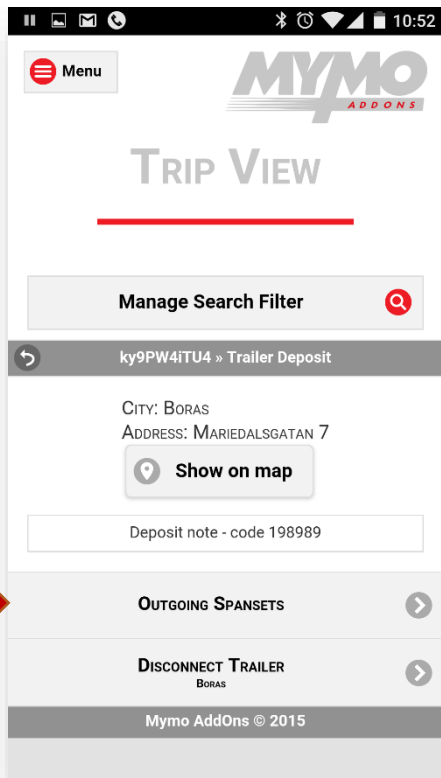 10:52
Menu
MYMO
ADDONS
TRIP VIEW
Manage Search Filter
ky9PW4iTU4 » Trailer Deposit
CITY: BORAS
ADDRESS: MARIEDALSGATAN 7
Show on map
Deposit note - code 198989
OUTGOING SPANSETS
DISCONNECT TRAILER
BORAS
Mymo AddOns © 2015